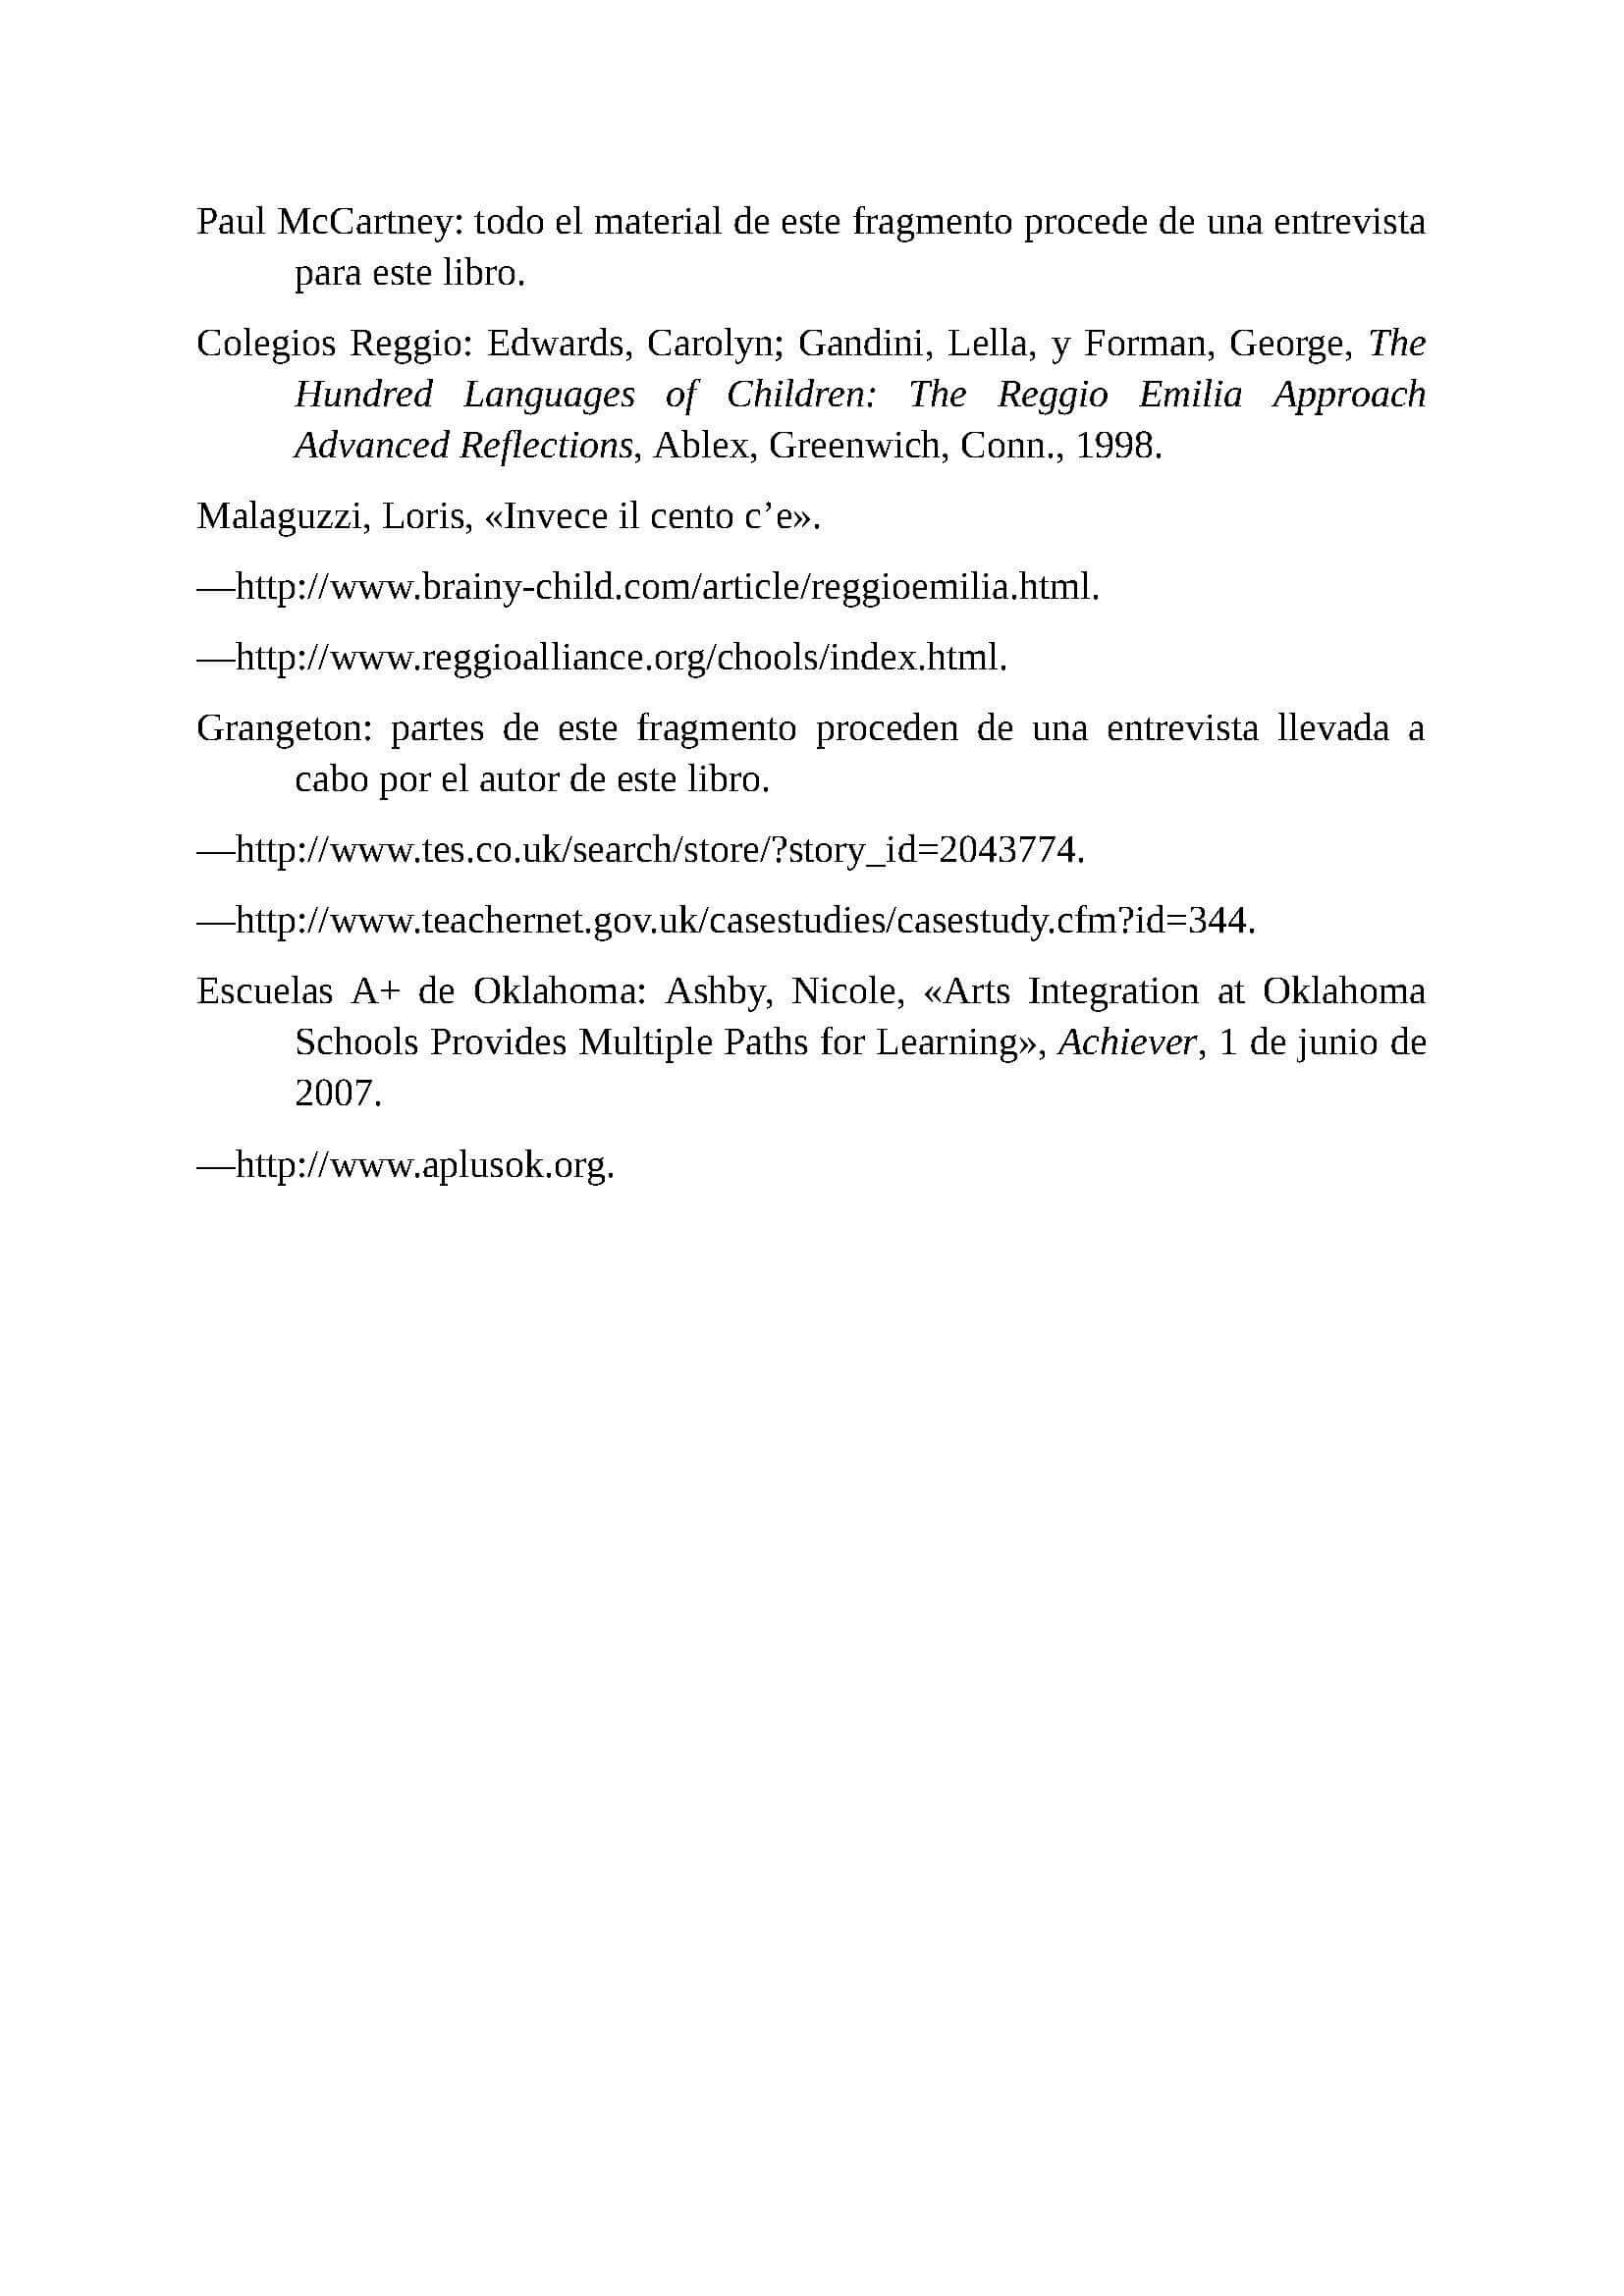 Paul McCartney: todo el material de este fragmento procede de una entrevista
para este libro.
Colegios Reggio: Edwards, Carolyn; Gandini, Lella, y Forman, George, The
Hundred Languages of Children: The Reggio Emilia Approach
Advanced Reflections, Ablex, Greenwich, Conn., 1998.
Malaguzzi, Loris, «Invece il cento c’e».
—http://www.brainy-child.com/article/reggioemilia.html.
—http://www.reggioalliance.org/chools/index.html.
Grangeton: partes de este fragmento proceden de una entrevista llevada a
cabo por el autor de este libro.
—http://www.tes.co.uk/search/store/?story_id=2043774.
—http://www.teachernet.gov.uk/casestudies/casestudy.cfm?id=344.
Escuelas A+ de Oklahoma: Ashby, Nicole, «Arts Integration at Oklahoma
Schools Provides Multiple Paths for Learning», Achiever, 1 de junio de
2007.
—http://www.aplusok.org.